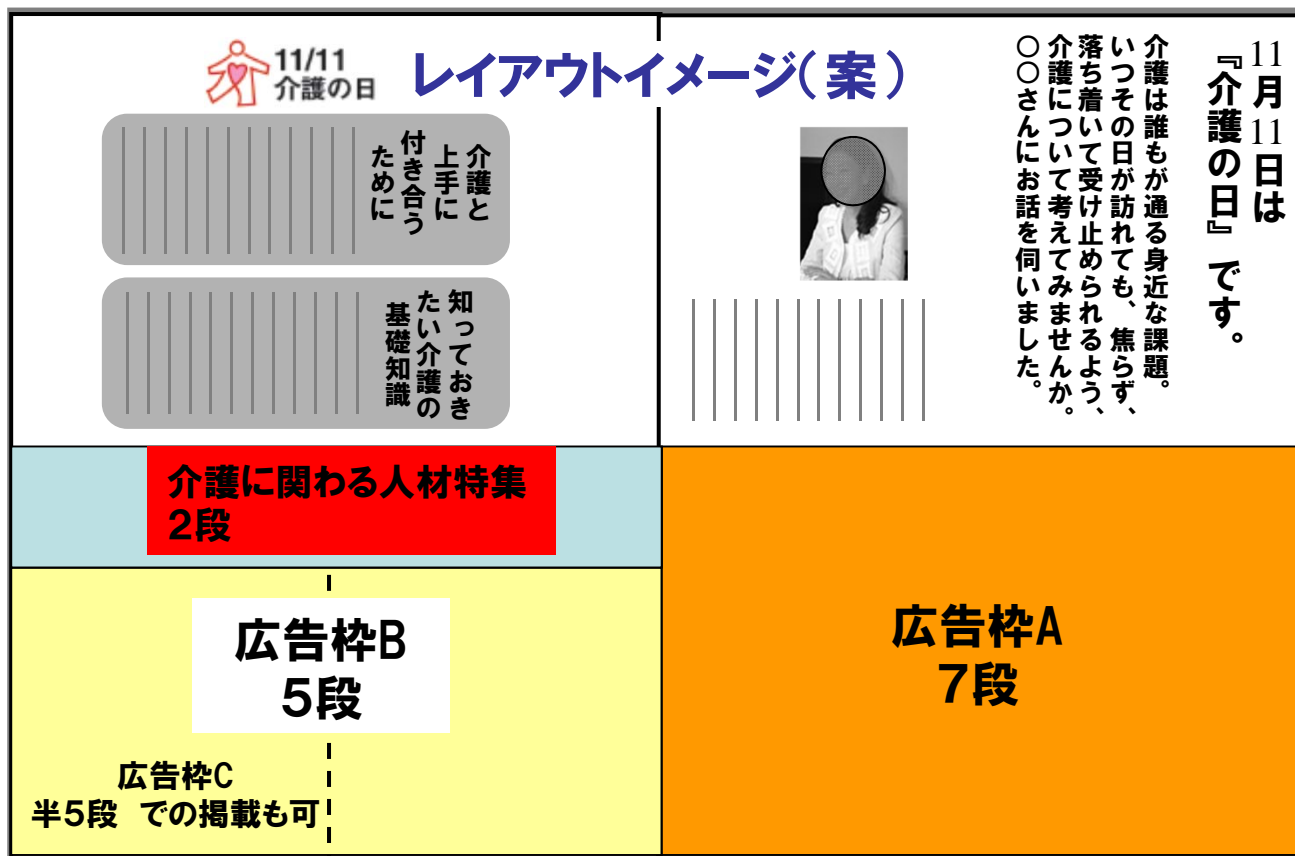 レイアウトイメージ(案)
11月11日は
『介護の日』です。
介護は誰もが通る身近な課題。
いつその日が訪れても、焦らず、
落ち着いて受け止められるよう、
介護について考えてみませんか。
○○さんにお話を伺いました。
11/11
介護の日
介護と
上手に
付き合う
ために
知っておき
たい介護の
基礎知識
介護に関わる人材特集
2段
広告枠A
7段
広告枠B
5段
広告枠C
半5段 での掲載も可